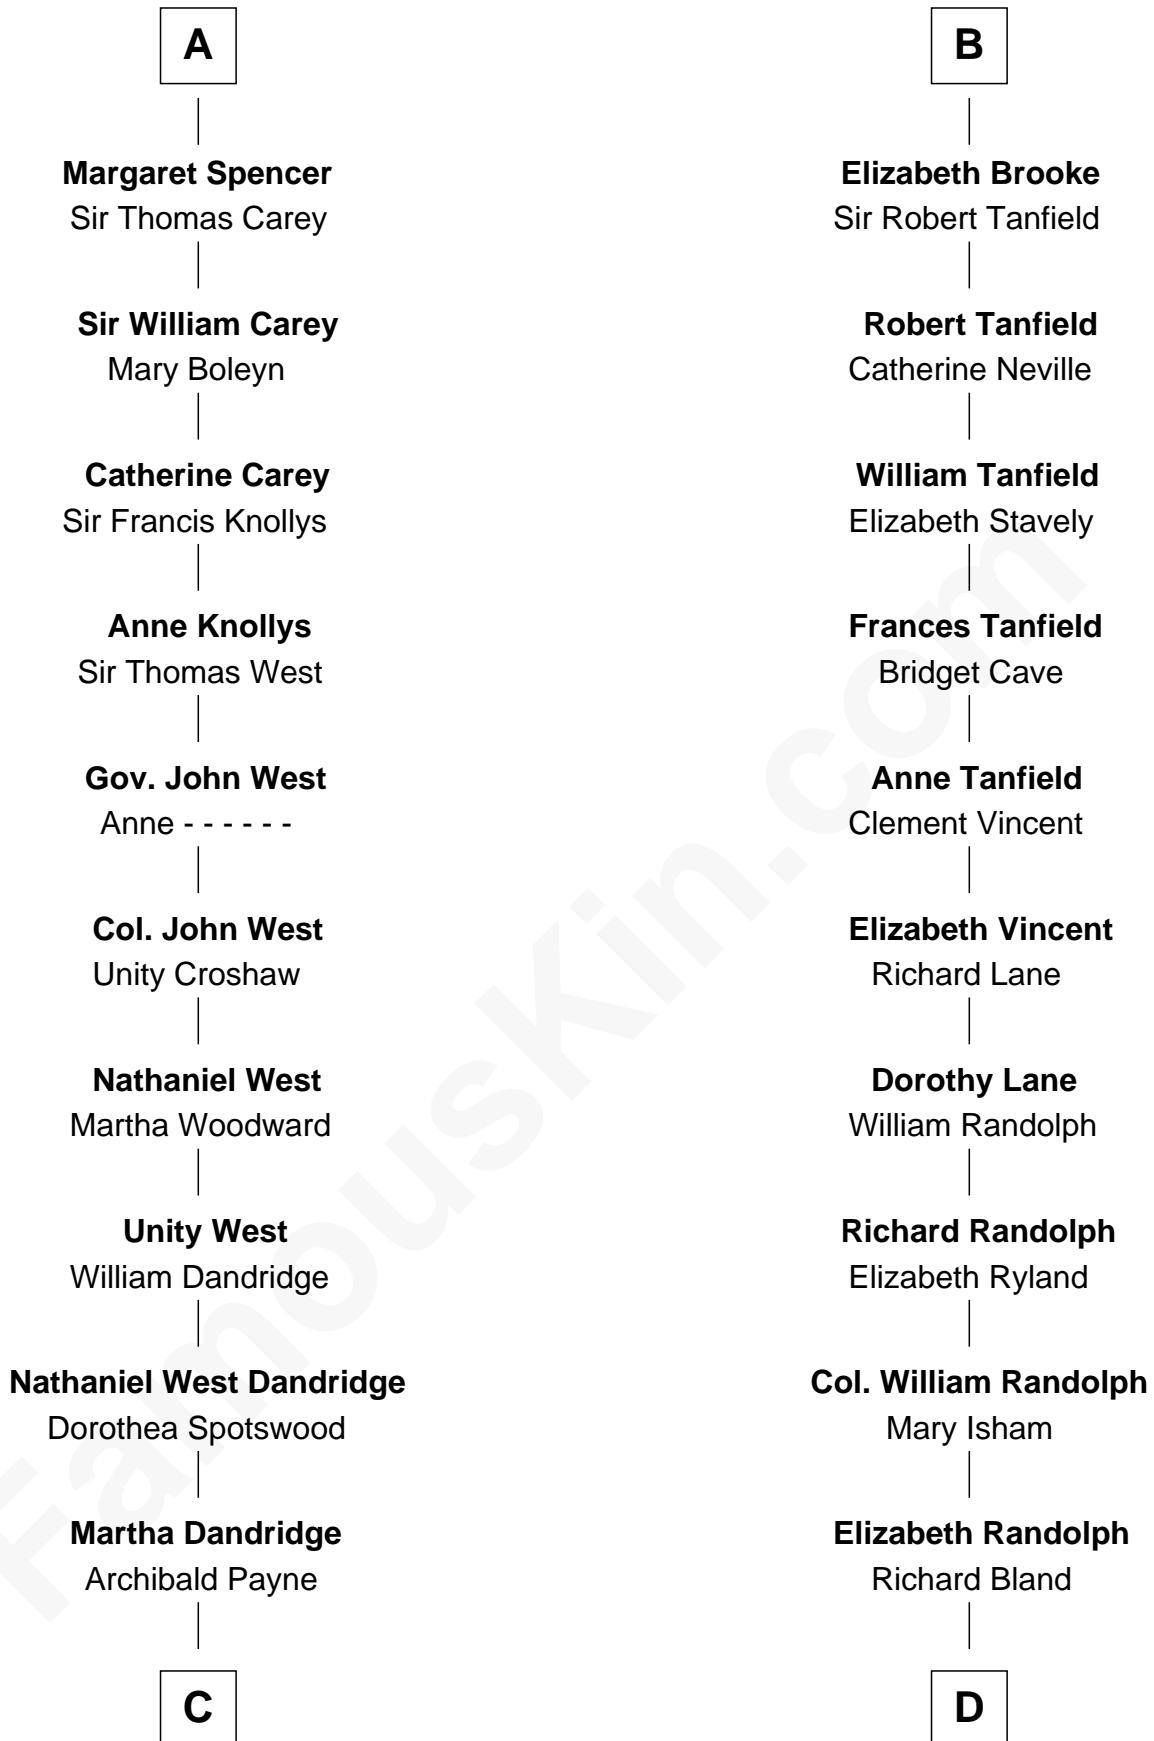 A
Margaret Spencer
Sir Thomas Carey
Sir William Carey
Mary Boleyn
Catherine Carey
Sir Francis Knollys
Anne Knollys
Sir Thomas West
Gov. John West
Anne - - - - - -
Col. John West
Unity Croshaw
Nathaniel West
Martha Woodward
Unity West
William Dandridge
Nathaniel West Dandridge
Dorothea Spotswood
Martha Dandridge
Archibald Payne
C
B
Elizabeth Brooke
Sir Robert Tanfield
Robert Tanfield
Catherine Neville
William Tanfield
Elizabeth Stavely
Frances Tanfield
Bridget Cave
Anne Tanfield
Clement Vincent
Elizabeth Vincent
Richard Lane
Dorothy Lane
William Randolph
Richard Randolph
Elizabeth Ryland
Col. William Randolph
Mary Isham
Elizabeth Randolph
Richard Bland
D
FamousKin.com